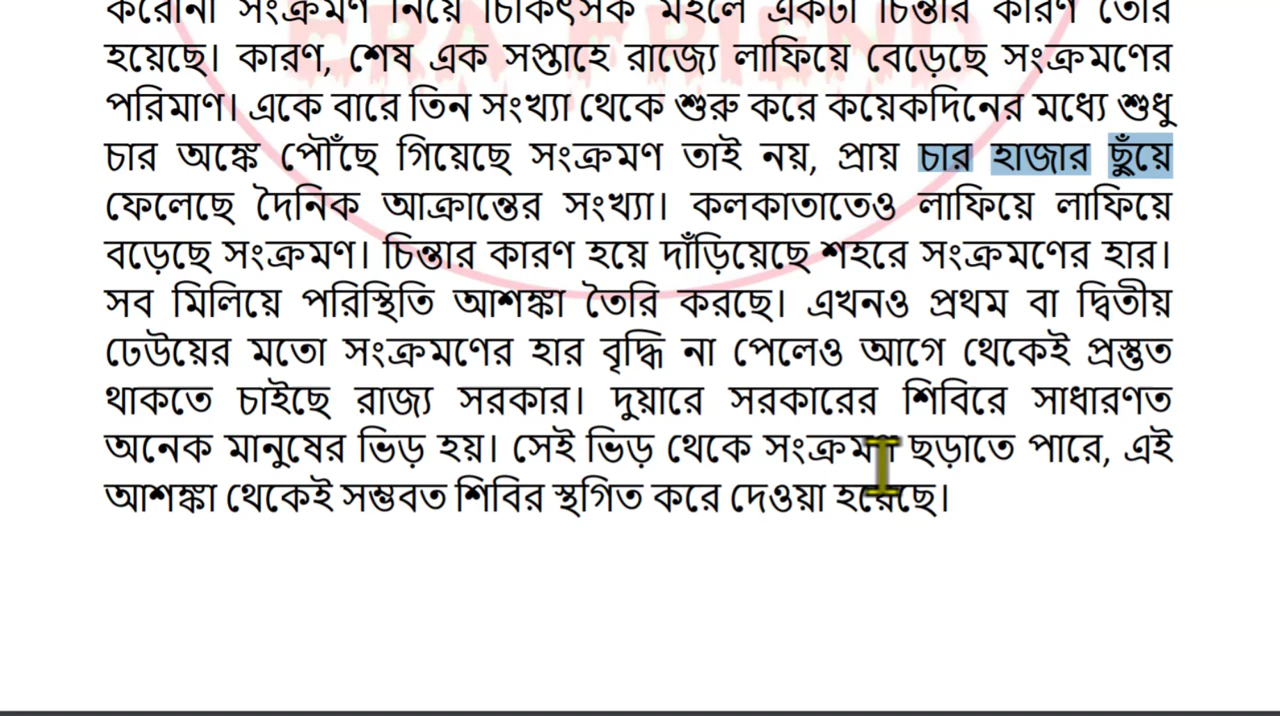 করোনা সংক্রমণ নিয়ে চিকিৎসক মহলে একটা চিন্তার কারণ তৈরি
হয়েছে। কারণ, শেষ এক সপ্তাহে রাজ্যে লাফিয়ে বেড়েছে সংক্রমণের
পরিমাণ। একে বারে তিন সংখ্যা থেকে শুরু করে কয়েকদিনের মধ্যে শুধু
চার অঙ্কে পৌঁছে গিয়েছে সংক্রমণ তাই নয়, প্রায় চার হাজার ছুঁয়ে
ফেলেছে দৈনিক আক্রান্তের সংখ্যা। কলকাতাতেও লাফিয়ে লাফিয়ে
বড়েছে সংক্রমণ। চিন্তার কারণ হয়ে দাঁড়িয়েছে শহরে সংক্রমণের হার।
সব মিলিয়ে পরিস্থিতি আশঙ্কা তৈরি করছে। এখনও প্রথম বা দ্বিতীয়
ঢেউয়ের মতো সংক্রমণের হার বৃদ্ধি না পেলেও আগে থেকেই প্রস্তুত
থাকতে চাইছে রাজ্য সরকার। দুয়ারে সরকারের শিবিরে সাধারণত
অনেক মানুষের ভিড় হয়। সেই ভিড় থেকে সংক্রমণ ছড়াতে পারে, এই
আশঙ্কা থেকেই সম্ভবত শিবির স্থগিত করে দেওয়া হয়েছে।
ERA FRIEND